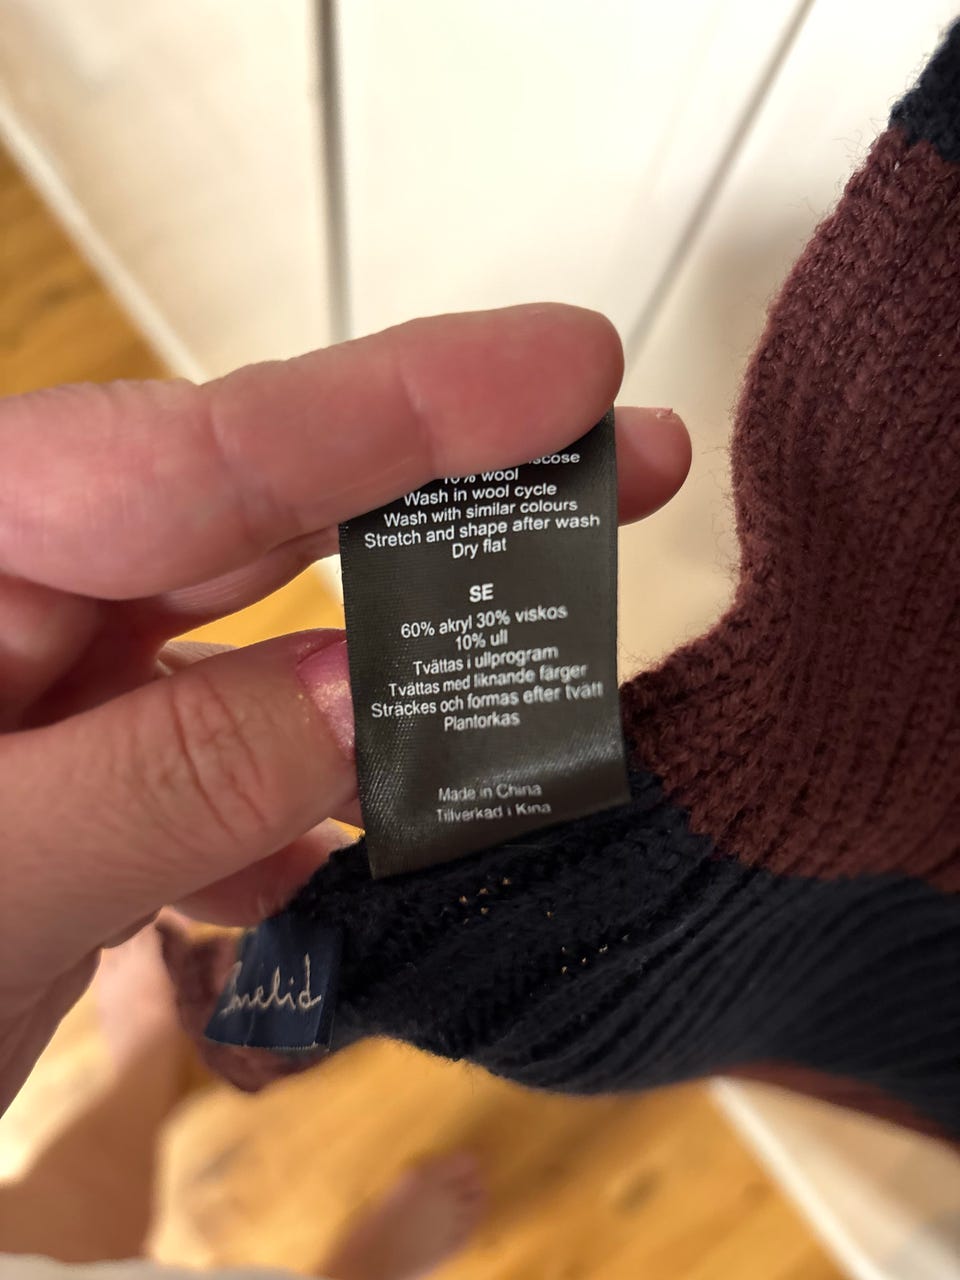 10% wool
Wash in wool cycle
Wash with similar colours
Stretch and shape after wash
Dry flat
SE
60% akryl 30% viskos
10% ull
Tvättas i ullprogram
Tvättas med liknande färger
Sträckes och formas efter tvätt
Plantorkas
Made in China
Tillverkad i Kina